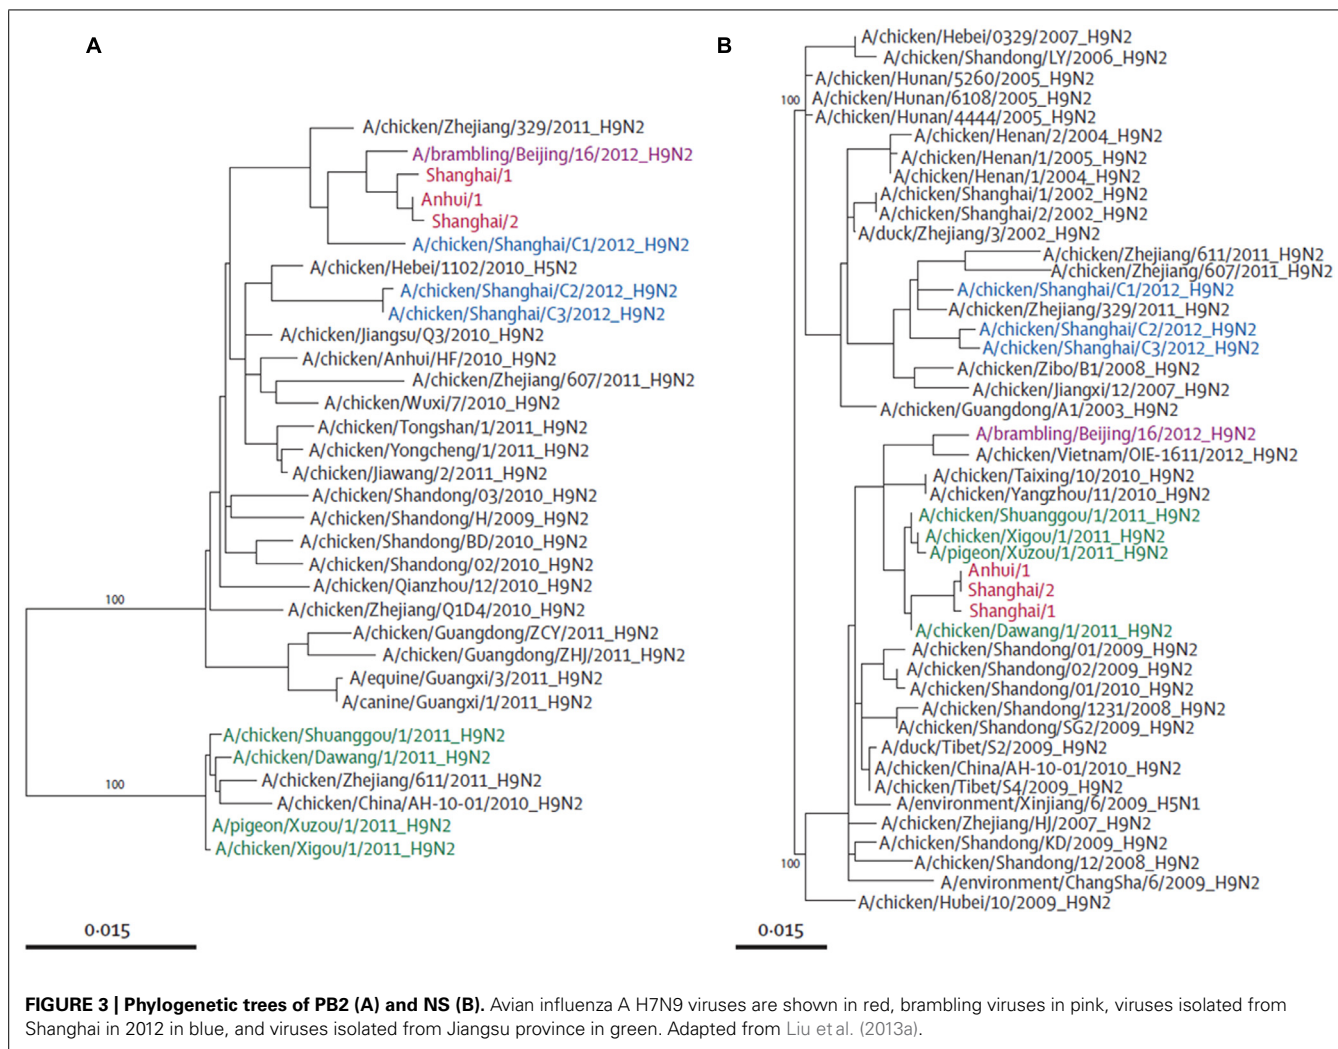 A
A/chicken/Zhejiang/329/2011_H9N2
A/brambling/Beijing/16/2012_H9N2
Shanghai/1
Anhui/1
Shanghai/2
A/chicken/Shanghai/C1/2012_H9N2
A/chicken/Hebei/1102/2010_H5N2
A/chicken/Shanghai/C2/2012_H9N2
A/chicken/Shanghai/C3/2012_H9N2
A/chicken/Jiangsu/Q3/2010_H9N2
A/chicken/Anhui/HF/2010_H9N2
A/chicken/Zhejiang/607/2011_H9N2
A/chicken/Wuxi/7/2010_H9N2
A/chicken/Tongshan/1/2011_H9N2
A/chicken/Yongcheng/1/2011_H9N2
A/chicken/Jiawang/2/2011_H9N2
A/chicken/Shandong/03/2010_H9N2
A/chicken/Shandong/H/2009_H9N2
A/chicken/Shandong/BD/2010_H9N2
A/chicken/Shandong/02/2010_H9N2
A/chicken/Qianzhou/12/2010_H9N2
100
A/chicken/Zhejiang/Q1D4/2010_H9N2
A/chicken/Guangdong/ZCY/2011_H9N2
A/chicken/Guangdong/ZHJ/2011_H9N2
A/equine/Guangxi/3/2011_H9N2
A/canine/Guangxi/1/2011_H9N2
A/chicken/Shuanggou/1/2011_H9N2
A/chicken/Dawang/1/2011_H9N2
100
A/chicken/Zhejiang/611/2011_H9N2
A/chicken/China/AH-10-01/2010_H9N2
A/pigeon/Xuzou/1/2011_H9N2
A/chicken/Xigou/1/2011_H9N2
0·015
B
A/chicken/Hebei/0329/2007_H9N2
A/chicken/Shandong/LY/2006_H9N2
A/chicken/Hunan/5260/2005_H9N2
100
A/chicken/Hunan/6108/2005_H9N2
A/chicken/Hunan/4444/2005_H9N2
A/chicken/Henan/2/2004_H9N2
A/chicken/Henan/1/2005_H9N2
A/chicken/Henan/1/2004_H9N2
A/chicken/Shanghai/1/2002_H9N2
A/chicken/Shanghai/2/2002_H9N2
A/duck/Zhejiang/3/2002_H9N2
A/chicken/Zhejiang/611/2011_H9N2
A/chicken/Zhejiang/607/2011_H9N2
A/chicken/Shanghai/C1/2012_H9N2
A/chicken/Zhejiang/329/2011_H9N2
A/chicken/Shanghai/C2/2012_H9N2
A/chicken/Shanghai/C3/2012_H9N2
A/chicken/Zibo/B1/2008_H9N2
A/chicken/Jiangxi/12/2007_H9N2
A/chicken/Guangdong/A1/2003_H9N2
A/brambling/Beijing/16/2012_H9N2
A/chicken/Vietnam/OIE-1611/2012_H9N2
A/chicken/Taixing/10/2010_H9N2
A/chicken/Yangzhou/11/2010_H9N2
A/chicken/Shuanggou/1/2011_H9N2
A/chicken/Xigou/1/2011_H9N2
A/pigeon/Xuzou/1/2011_H9N2
Anhui/1
Shanghai/2
Shanghai/1
A/chicken/Dawang/1/2011_H9N2
A/chicken/Shandong/01/2009_H9N2
A/chicken/Shandong/02/2009_H9N2
A/chicken/Shandong/01/2010_H9N2
A/chicken/Shandong/1231/2008_H9N2
A/chicken/Shandong/SG2/2009_H9N2
A/duck/Tibet/S2/2009_H9N2
A/chicken/China/AH-10-01/2010_H9N2
A/chicken/Tibet/S4/2009_H9N2
A/environment/Xinjiang/6/2009_H5N1
A/chicken/Zhejiang/HJ/2007_H9N2
A/chicken/Shandong/KD/2009_H9N2
100
A/chicken/Shandong/12/2008_H9N2
A/environment/ChangSha/6/2009_H9N2
A/chicken/Hubei/10/2009_H9N2
0·015
FIGURE 3 | Phylogenetic trees of PB2 (A) and NS (B). Avian influenza A H7N9 viruses are shown in red, brambling viruses in pink, viruses isolated from
Shanghai in 2012 in blue, and viruses isolated from Jiangsu province in green. Adapted from Liu et al. (2013a).